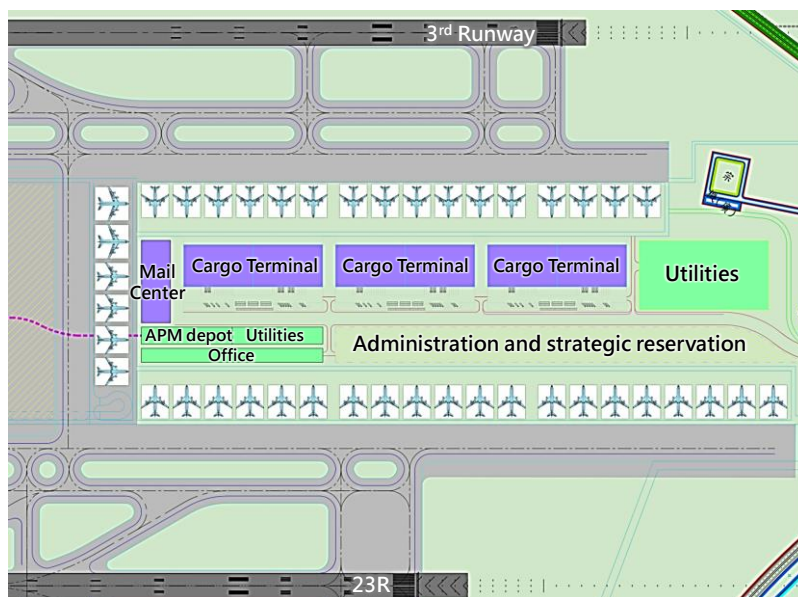 3rd Runway
Mail
Center
Cargo Terminal
Cargo Terminal
Cargo Terminal
Utilities
APM depot Utilities
Office
Administration and strategic reservation
23R